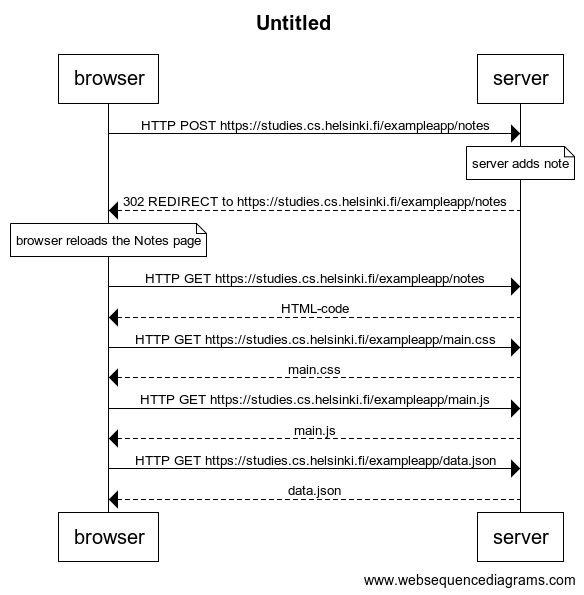 Untitled
browser
server
HTTP POST https://studies.cs.helsinki.fi/exampleapp/notes
server adds note
302 REDIRECT to https://studies.cs.helsinki.fi/exampleapp/notes
browser reloads the Notes page
HTTP GET https://studies.cs.helsinki.fi/exampleapp/notes
HTML-code
HTTP GET https://studies.cs.helsinki.fi/exampleapp/main.css
main.css
HTTP GET https://studies.cs.helsinki.fi/exampleapp/main.js
main.js
HTTP GET https://studies.cs.helsinki.fi/exampleapp/data.json
data.json
browser
server
www.websequencediagrams.com